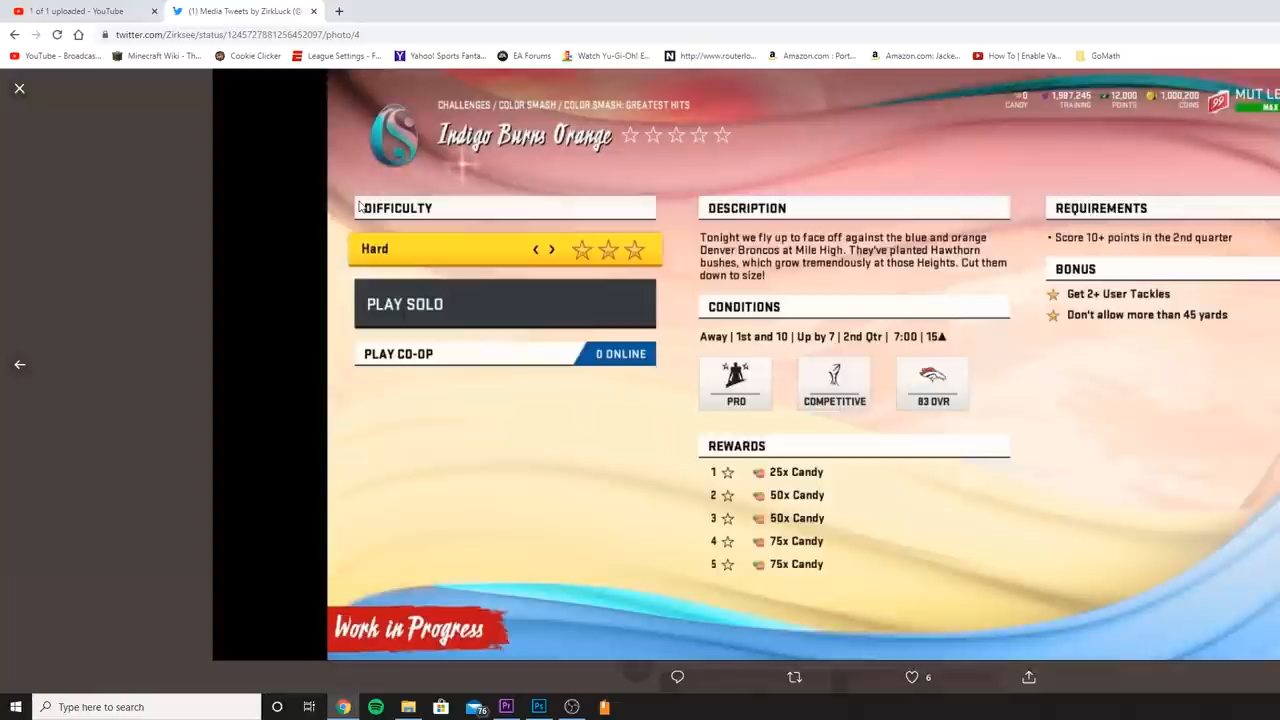 1 of 1 uploaded - YouTube
(1) Media Tweets by ZirkLuck (@
twitter.com/Zirksee/status/1245727881256452097/photo/4
YouTube - Broadcas...
Minecraft Wiki - Th...
Cookie Clicker
League Settings - F...
Yahoo! Sports Fanta...
EA Forums
Watch Yu-Gi-Oh! E...
http://www.routerlo...
Amazon.com : Port...
Amazon.com: Jacke...
How To | Enable Va...
GoMath
CHALLENGES / COLOR SMASH / COLOR SMASH: GREATEST HITS
Indigo Burns Orange
0 CANDY
1,987,245 TRAINING
12,000 POINTS
1,000,200 COINS
99
MUT LE
MAX
DIFFICULTY
Hard
PLAY SOLO
PLAY CO-OP
0 ONLINE
DESCRIPTION
Tonight we fly up to face off against the blue and orange
Denver Broncos at Mile High. They've planted Hawthorn
bushes, which grow tremendously at those Heights. Cut them
down to size!
CONDITIONS
Away | 1st and 10 | Up by 7 | 2nd Qtr | 7:00 | 15▲
PRO
COMPETITIVE
83 OVR
REWARDS
1 25x Candy
2 50x Candy
3 50x Candy
4 75x Candy
5 75x Candy
REQUIREMENTS
• Score 10+ points in the 2nd quarter
BONUS
Get 2+ User Tackles
Don't allow more than 45 yards
Work in Progress
6
Type here to search
76
Pr
Ps